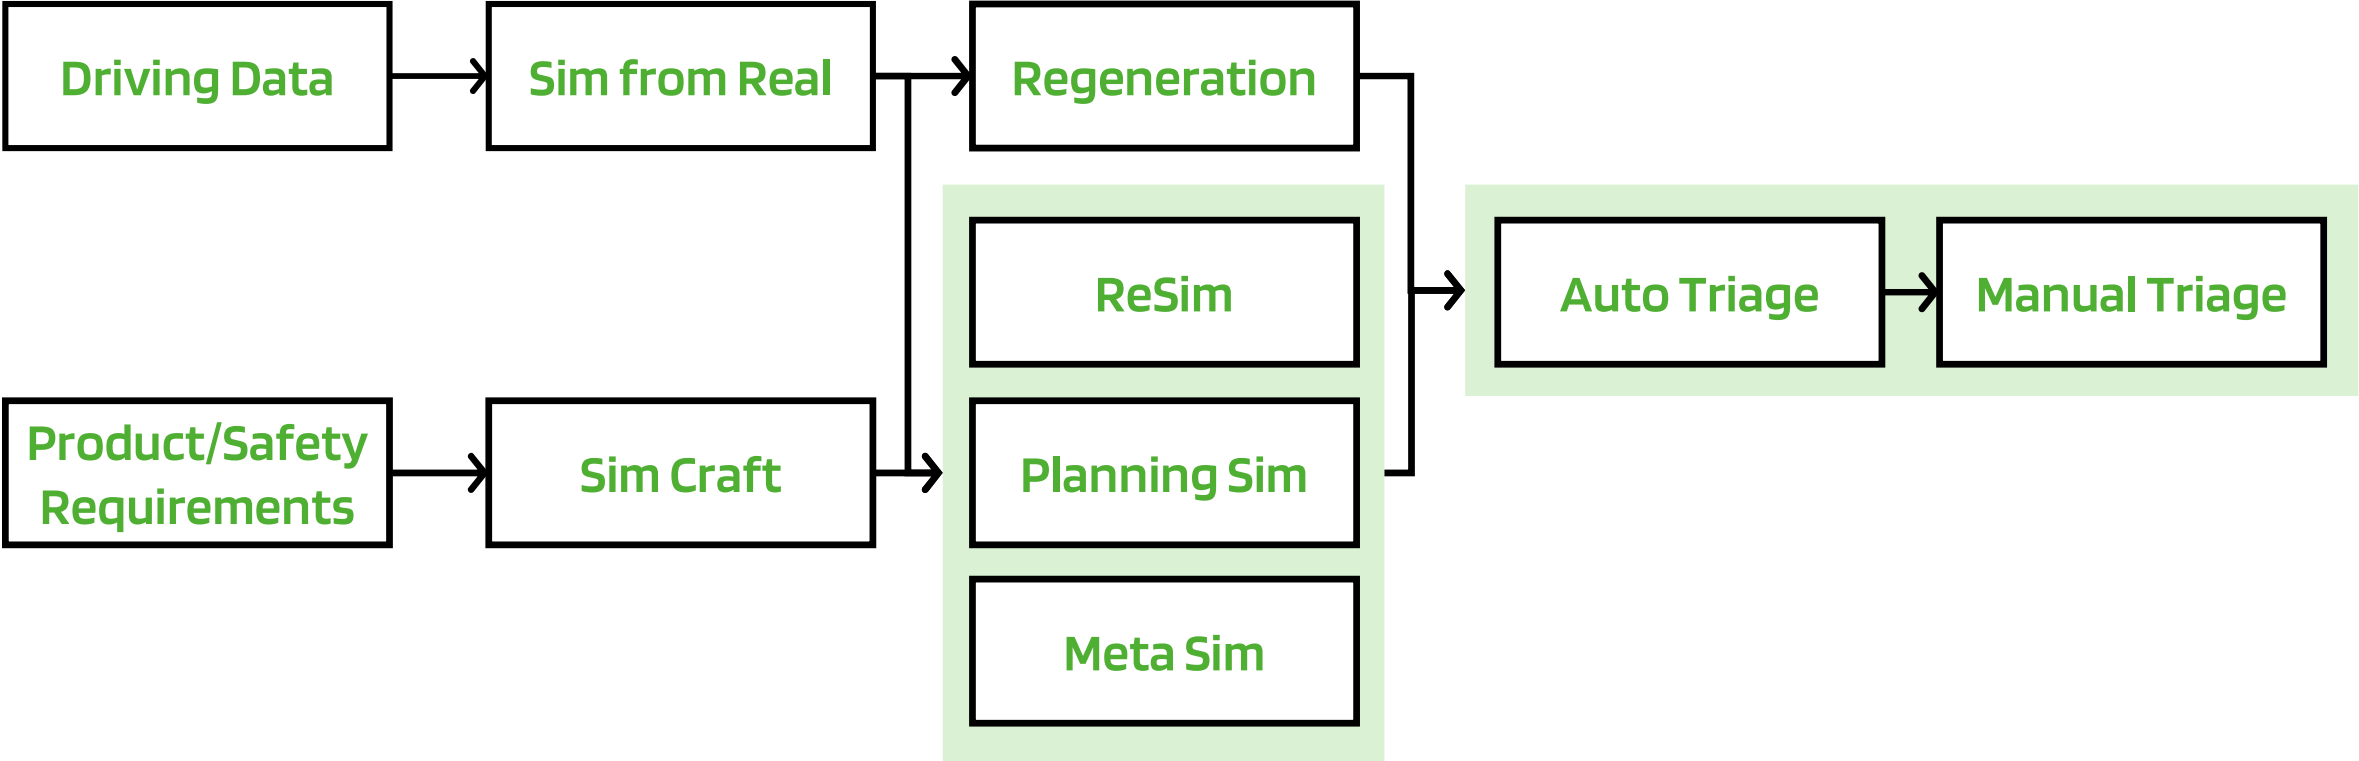 Driving Data
Sim from Real
Regeneration
ReSim
Auto Triage
Manual Triage
Product/Safety
Requirements
Sim Craft
Planning Sim
Meta Sim